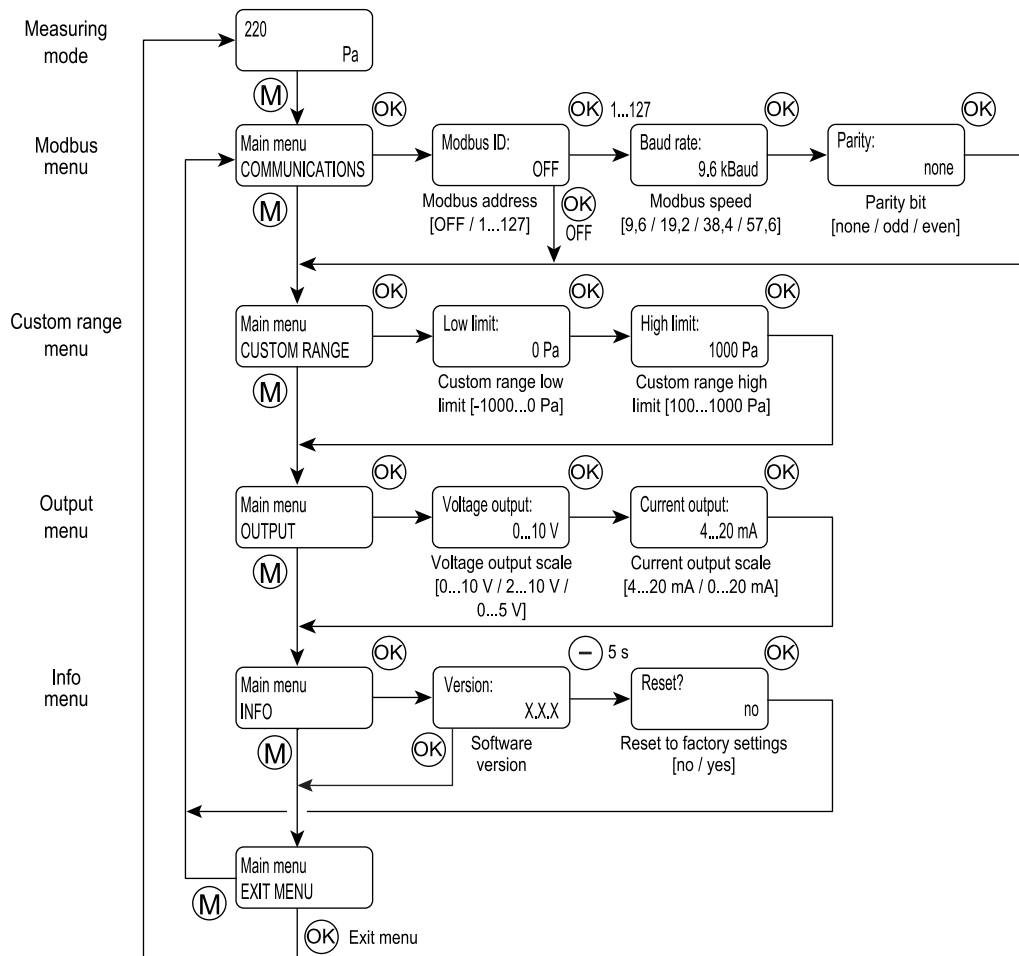 Measuring
mode
220
Pa
M
Modbus
menu
OK
OK 1...127
OK
OK
Main menu
COMMUNICATIONS
Modbus ID:
OFF
Baud rate:
9.6 kBaud
Parity:
none
M
Modbus address
[OFF / 1...127]
OK
OFF
Modbus speed
[9,6 / 19,2 / 38,4 / 57,6]
Parity bit
[none / odd / even]
Custom range
menu
OK
OK
OK
Main menu
CUSTOM RANGE
Low limit:
0 Pa
High limit:
1000 Pa
M
Custom range low
limit [-1000...0 Pa]
Custom range high
limit [100...1000 Pa]
Output
menu
OK
OK
OK
Main menu
OUTPUT
Voltage output:
0...10 V
Current output:
4...20 mA
M
Voltage output scale
[0...10 V / 2...10 V /
0...5 V]
Current output scale
[4...20 mA / 0...20 mA]
Info
menu
OK
− 5 s
OK
Main menu
INFO
Version:
X.X.X
Reset?
no
M
OK
Software
version
Reset to factory settings
[no / yes]
Main menu
EXIT MENU
M
OK Exit menu